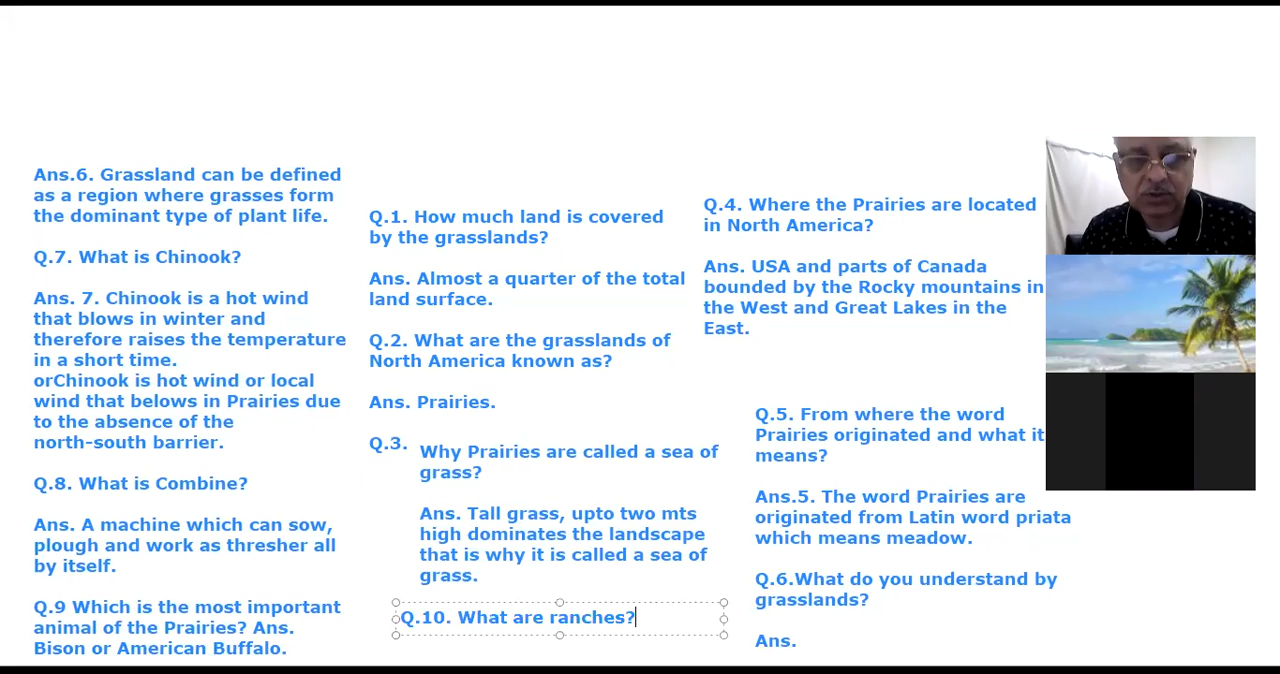 Ans.6. Grassland can be defined
as a region where grasses form
the dominant type of plant life.
Q.7. What is Chinook?
Ans. 7. Chinook is a hot wind
that blows in winter and
therefore raises the temperature
in a short time.
orChinook is hot wind or local
wind that belows in Prairies due
to the absence of the
north-south barrier.
Q.8. What is Combine?
Ans. A machine which can sow,
plough and work as thresher all
by itself.
Q.9 Which is the most important
animal of the Prairies? Ans.
Bison or American Buffalo.
Q.1. How much land is covered
by the grasslands?
Ans. Almost a quarter of the total
land surface.
Q.2. What are the grasslands of
North America known as?
Ans. Prairies.
Q.3.
Why Prairies are called a sea of
grass?
Ans. Tall grass, upto two mts
high dominates the landscape
that is why it is called a sea of
grass.
Q.10. What are ranches?
Q.4. Where the Prairies are located
in North America?
Ans. USA and parts of Canada
bounded by the Rocky mountains in
the West and Great Lakes in the
East.
Q.5. From where the word
Prairies originated and what it
means?
Ans.5. The word Prairies are
originated from Latin word priata
which means meadow.
Q.6.What do you understand by
grasslands?
Ans.